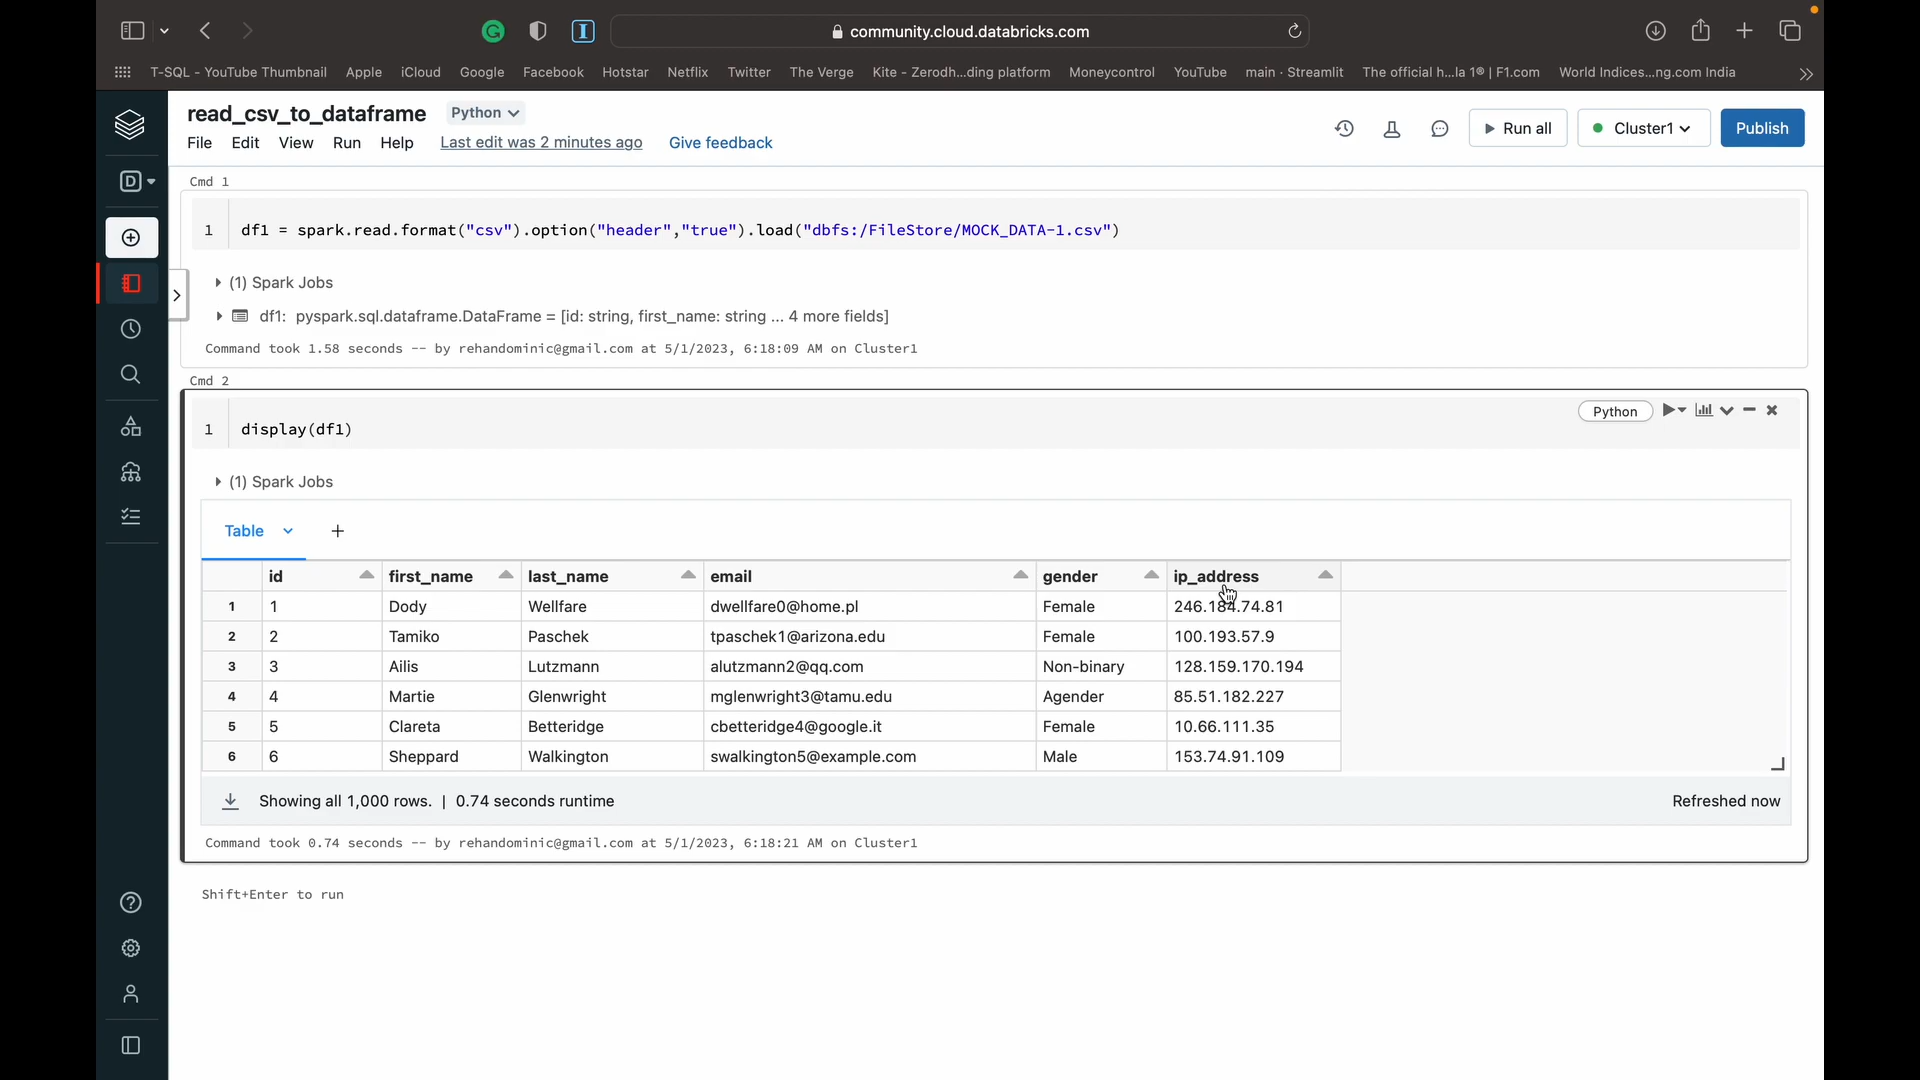 community.cloud.databricks.com
T-SQL - YouTube Thumbnail Apple iCloud Google Facebook Hotstar Netflix Twitter The Verge Kite - Zerodh...ding platform Moneycontrol YouTube main · Streamlit The official h...la 1® | F1.com World Indices...ng.com India
read_csv_to_dataframe Python
File Edit View Run Help Last edit was 2 minutes ago Give feedback
Run all Cluster1 Publish
D
Cmd 1
1 df1 = spark.read.format("csv").option("header","true").load("dbfs:/FileStore/MOCK_DATA-1.csv")
(1) Spark Jobs
df1: pyspark.sql.dataframe.DataFrame = [id: string, first_name: string ... 4 more fields]
Command took 1.58 seconds -- by rehandominic@gmail.com at 5/1/2023, 6:18:09 AM on Cluster1
Cmd 2
Python
1 display(df1)
(1) Spark Jobs
Table +
id first_name last_name email gender ip_address
1 1 Dody Wellfare dwellfare0@home.pl Female 246.184.74.81
2 2 Tamiko Paschek tpaschek1@arizona.edu Female 100.193.57.9
3 3 Ailis Lutzmann alutzmann2@qq.com Non-binary 128.159.170.194
4 4 Martie Glenwright mglenwright3@tamu.edu Agender 85.51.182.227
5 5 Clareta Betteridge cbetteridge4@google.it Female 10.66.111.35
6 6 Sheppard Walkington swalkington5@example.com Male 153.74.91.109
Showing all 1,000 rows. | 0.74 seconds runtime Refreshed now
Command took 0.74 seconds -- by rehandominic@gmail.com at 5/1/2023, 6:18:21 AM on Cluster1
Shift+Enter to run